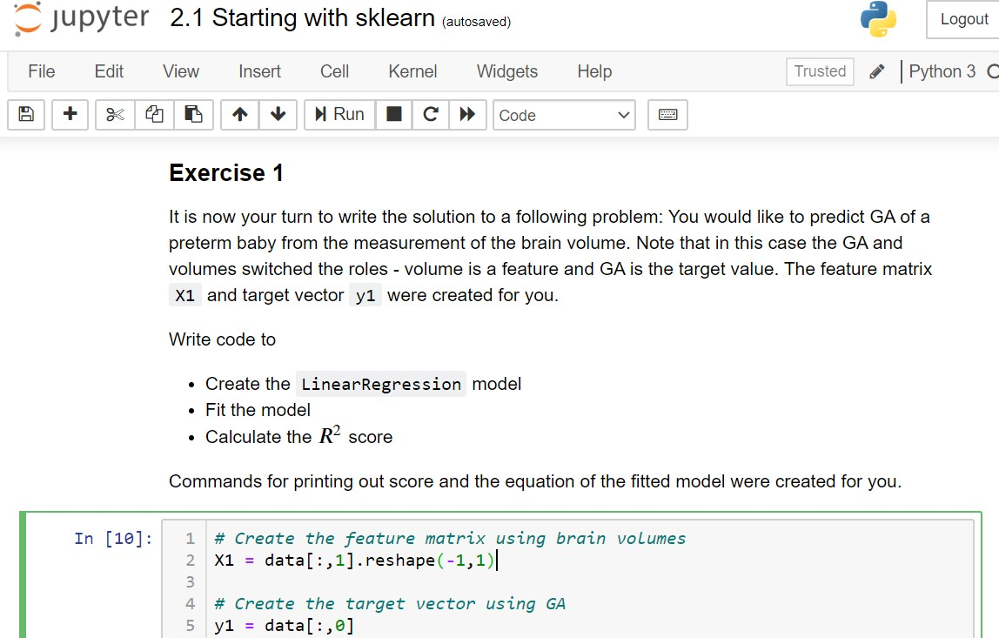 jupyter 2.1 Starting with sklearn (autosaved) Logout
File Edit View Insert Cell Kernel Widgets Help Trusted Python 3
Run Code
Exercise 1
It is now your turn to write the solution to a following problem: You would like to predict GA of a
preterm baby from the measurement of the brain volume. Note that in this case the GA and
volumes switched the roles - volume is a feature and GA is the target value. The feature matrix
X1 and target vector y1 were created for you.
Write code to
• Create the LinearRegression model
• Fit the model
• Calculate the R² score
Commands for printing out score and the equation of the fitted model were created for you.
In [10]: 1 # Create the feature matrix using brain volumes
2 X1 = data[:,1].reshape(-1,1)
3
4 # Create the target vector using GA
5 y1 = data[:,0]